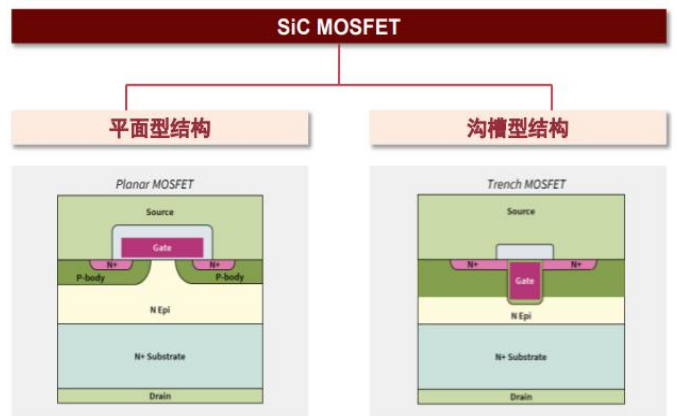 SiC MOSFET
平面型结构
沟槽型结构
Planar MOSFET
Source
Gate
N+
N+
P-body
P-body
N Epi
N+ Substrate
Drain
Trench MOSFET
Source
N+
N+
Gate
N Epi
N+ Substrate
Drain